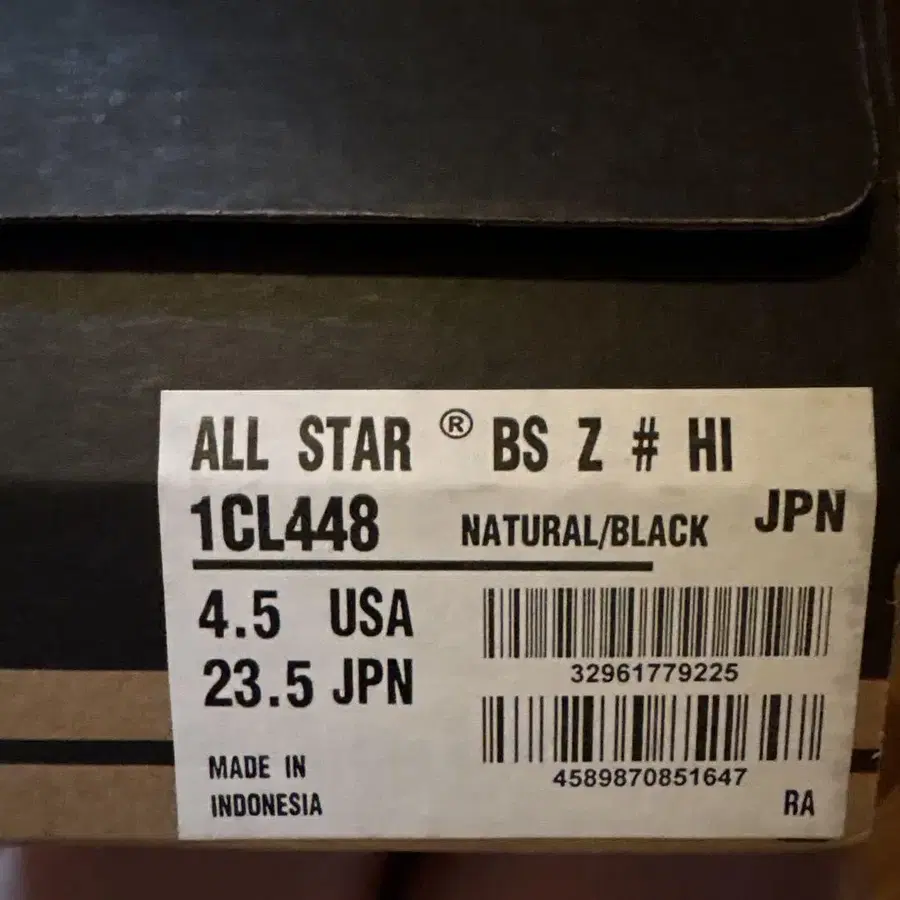 ALL STAR ® BS Z # HI
1CL448 NATURAL/BLACK JPN
4.5 USA
23.5 JPN
32961779225
4589870851647
MADE IN
INDONESIA
RA